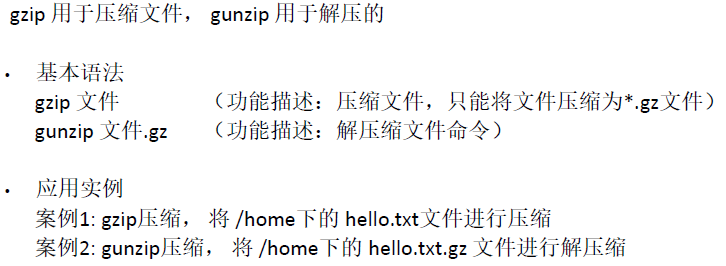 gzip 用于压缩文件， gunzip 用于解压的
• 基本语法
gzip 文件 （功能描述：压缩文件，只能将文件压缩为*.gz文件）
gunzip 文件.gz （功能描述：解压缩文件命令）
• 应用实例
案例1: gzip压缩， 将 /home下的 hello.txt文件进行压缩
案例2: gunzip压缩， 将 /home下的 hello.txt.gz 文件进行解压缩